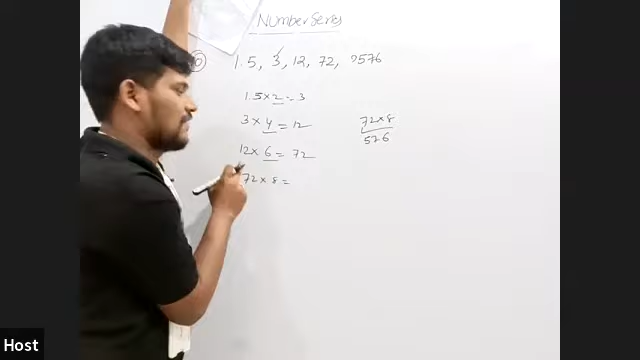 Number Series
1.5, 3, 12, 72, ?576
1.5 × 2 = 3
3 × 4 = 12
72 × 8
576
12 × 6 = 72
72 × 8 =
Host